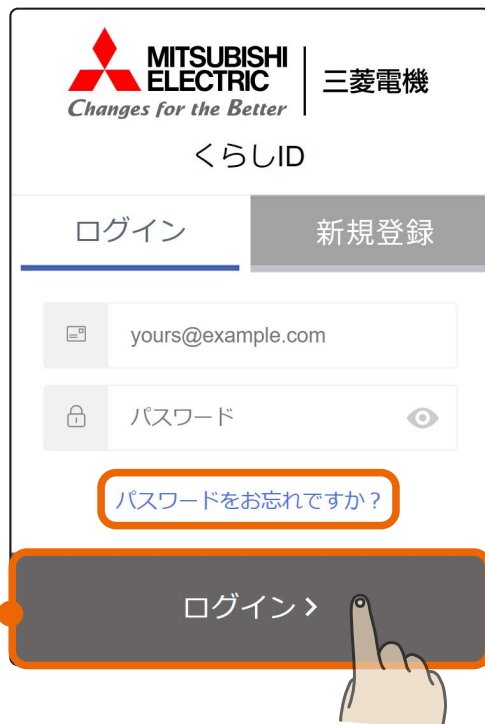 MITSUBISHI
ELECTRIC
Changes for the Better
三菱電機
くらしID
ログイン
新規登録
yours@example.com
パスワード
パスワードをお忘れですか？
ログイン ›